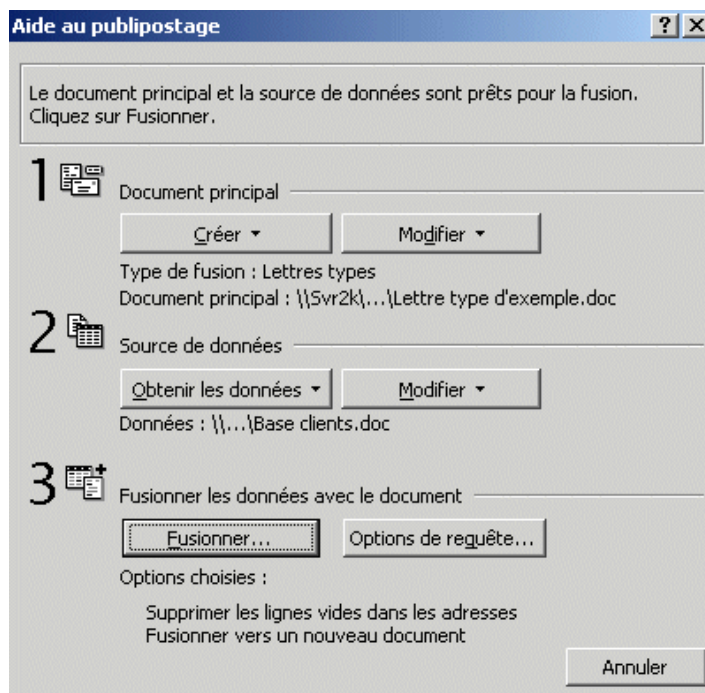 Aide au publipostage
Le document principal et la source de données sont prêts pour la fusion.
Cliquez sur Fusionner.
1
Document principal
Créer
Modifier
Type de fusion : Lettres types
Document principal : \\Svr2k\...\Lettre type d'exemple.doc
2
Source de données
Obtenir les données
Modifier
Données : \\...\Base clients.doc
3
Fusionner les données avec le document
Fusionner...
Options de requête...
Options choisies :
Supprimer les lignes vides dans les adresses
Fusionner vers un nouveau document
Annuler